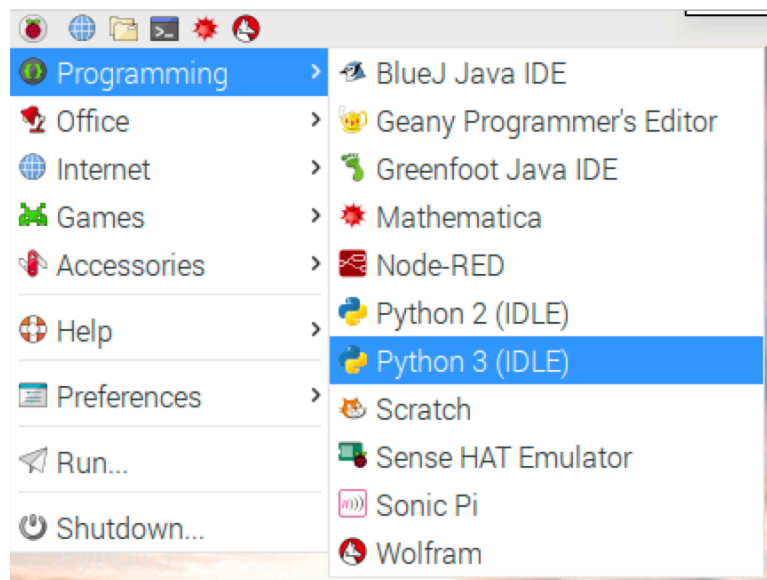 Programming
Office
Internet
Games
Accessories
Help
Preferences
Run...
Shutdown...
BlueJ Java IDE
Geany Programmer's Editor
Greenfoot Java IDE
Mathematica
Node-RED
Python 2 (IDLE)
Python 3 (IDLE)
Scratch
Sense HAT Emulator
Sonic Pi
Wolfram